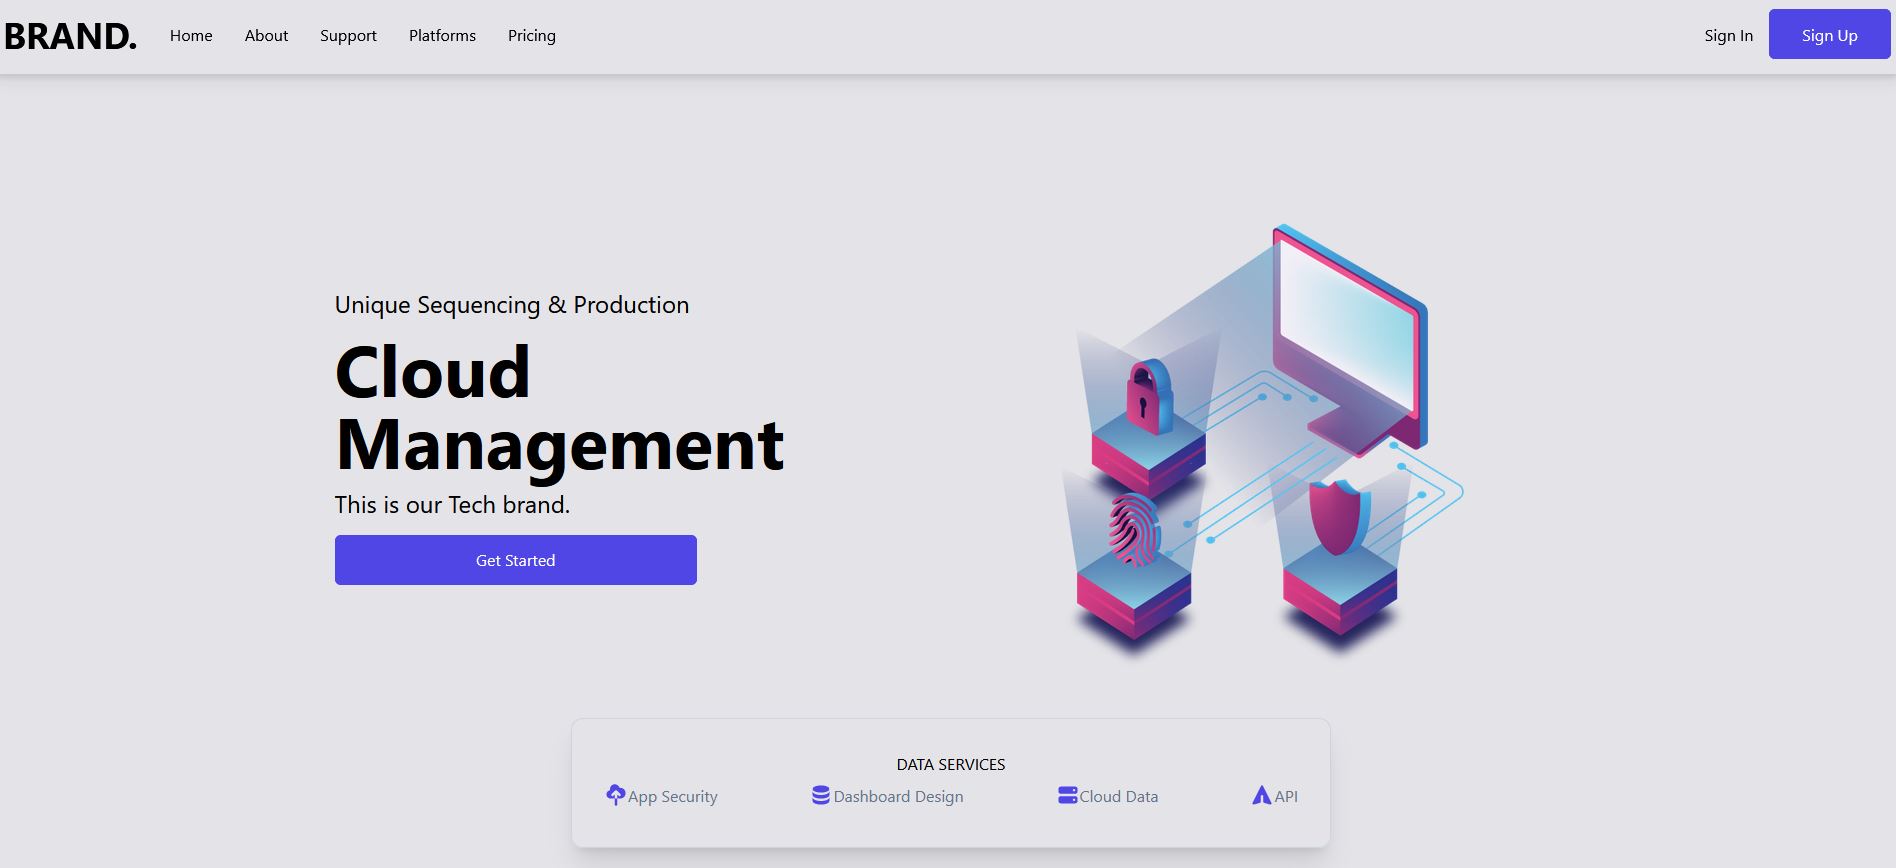 BRAND.
Home
About
Support
Platforms
Pricing
Sign In
Sign Up
Unique Sequencing & Production
Cloud
Management
This is our Tech brand.
Get Started
DATA SERVICES
App Security
Dashboard Design
Cloud Data
API